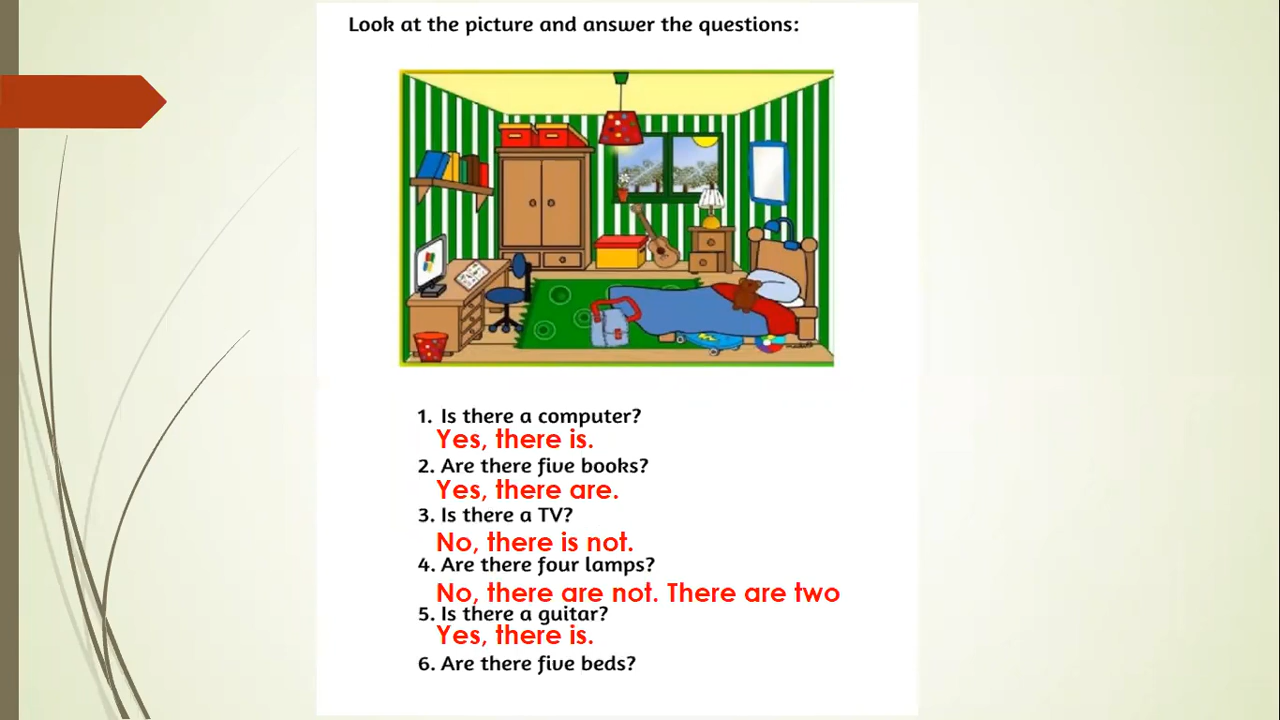 Look at the picture and answer the questions:
1. Is there a computer?
Yes, there is.
2. Are there five books?
Yes, there are.
3. Is there a TV?
No, there is not.
4. Are there four lamps?
No, there are not. There are two
5. Is there a guitar?
Yes, there is.
6. Are there five beds?